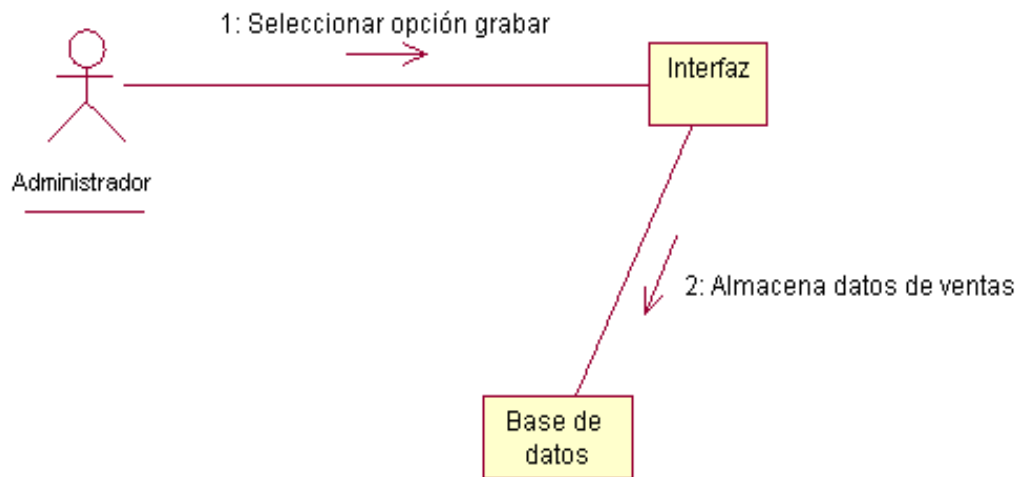 1: Seleccionar opción grabar
Interfaz
Administrador
2: Almacena datos de ventas
Base de
datos